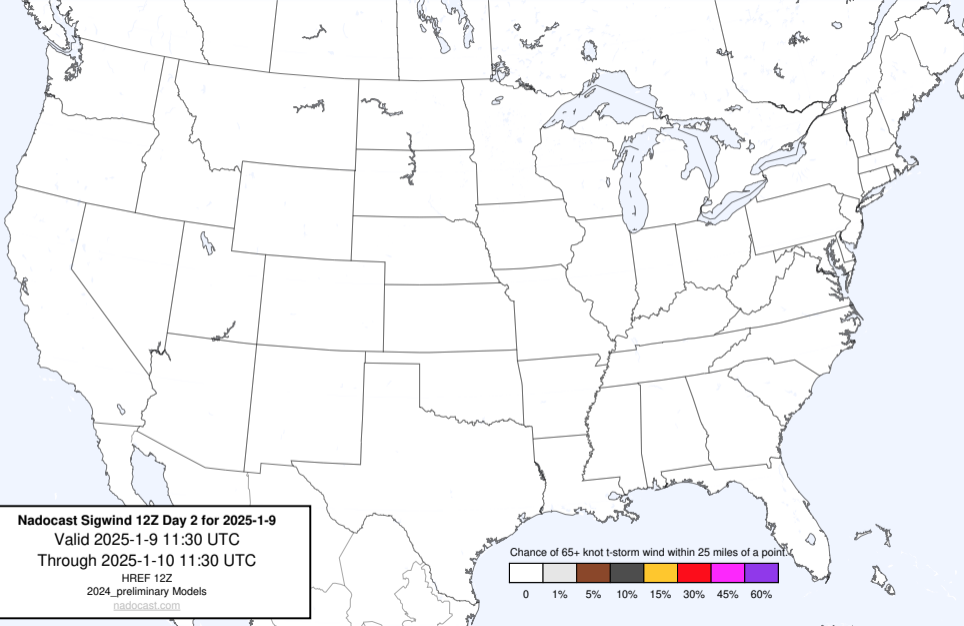 Nadocast Sigwind 12Z Day 2 for 2025-1-9
Valid 2025-1-9 11:30 UTC
Through 2025-1-10 11:30 UTC
HREF 12Z
2024_preliminary Models
nadocast.com
Chance of 65+ knot t-storm wind within 25 miles of a point.
0 1% 5% 10% 15% 30% 45% 60%